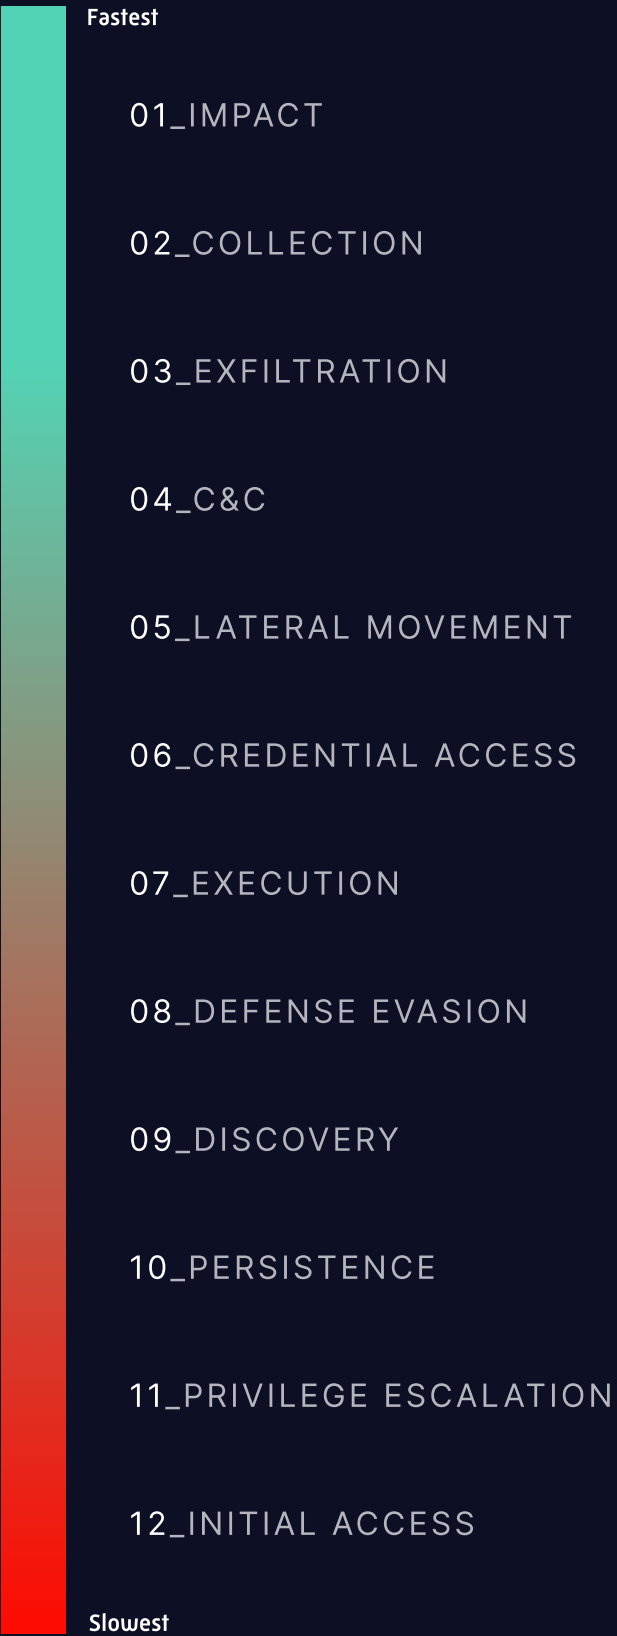 Fastest
01_IMPACT
02_COLLECTION
03_EXFILTRATION
04_C&C
05_LATERAL MOVEMENT
06_CREDENTIAL ACCESS
07_EXECUTION
08_DEFENSE EVASION
09_DISCOVERY
10_PERSISTENCE
11_PRIVILEGE ESCALATION
12_INITIAL ACCESS
Slowest